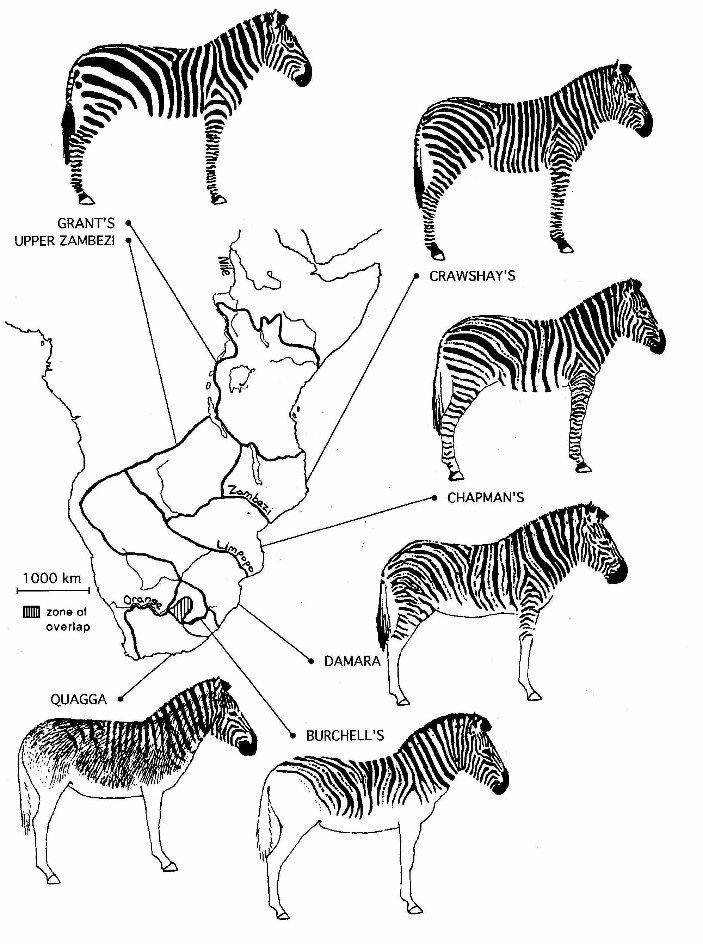 GRANT'S
UPPER ZAMBEZI
Nile
CRAWSHAY'S
Zambezi
CHAPMAN'S
Limpopo
1000 km
Orange
zone of
overlap
DAMARA
QUAGGA
BURCHELL'S